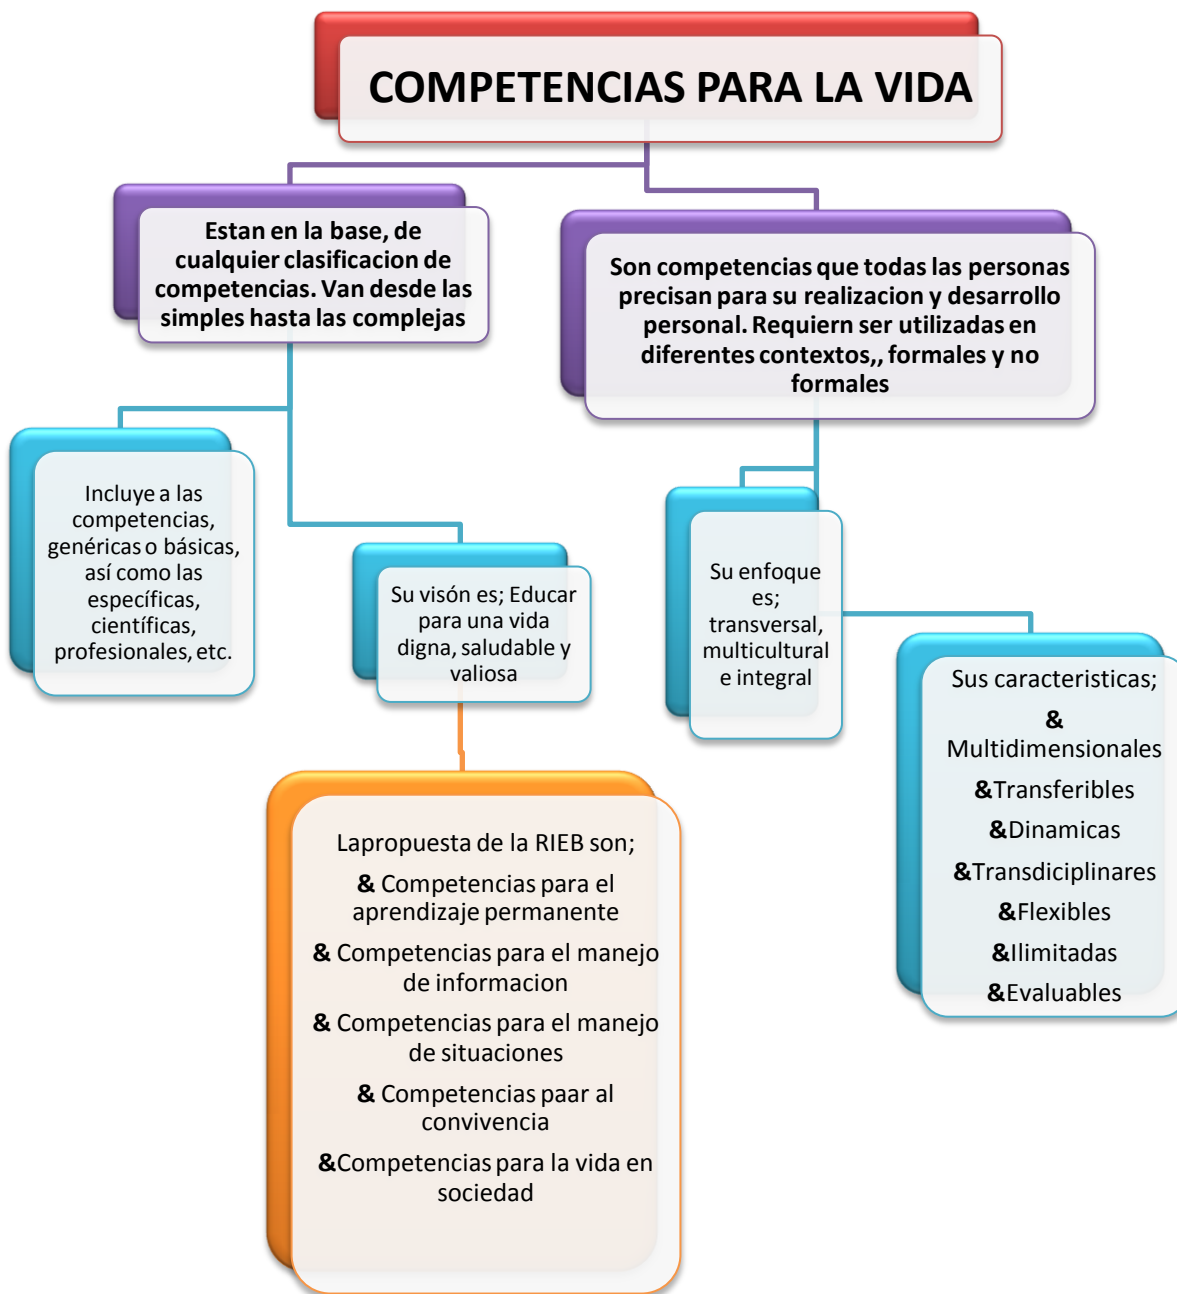 COMPETENCIAS PARA LA VIDA
Estan en la base, de
cualquier clasificacion de
competencias. Van desde las
simples hasta las complejas
Son competencias que todas las personas
precisan para su realizacion y desarrollo
personal. Requiern ser utilizadas en
diferentes contextos,, formales y no
formales
Incluye a las
competencias,
genéricas o básicas,
así como las
específicas,
científicas,
profesionales, etc.
Su visón es; Educar
para una vida
digna, saludable y
valiosa
Su enfoque
es;
transversal,
multicultural
e integral
Sus caracteristicas;
&
Multidimensionales
&Transferibles
&Dinamicas
&Transdiciplinares
&Flexibles
&Ilimitadas
&Evaluables
Lapropuesta de la RIEB son;
& Competencias para el
aprendizaje permanente
& Competencias para el manejo
de informacion
& Competencias para el manejo
de situaciones
& Competencias paar al
convivencia
&Competencias para la vida en
sociedad